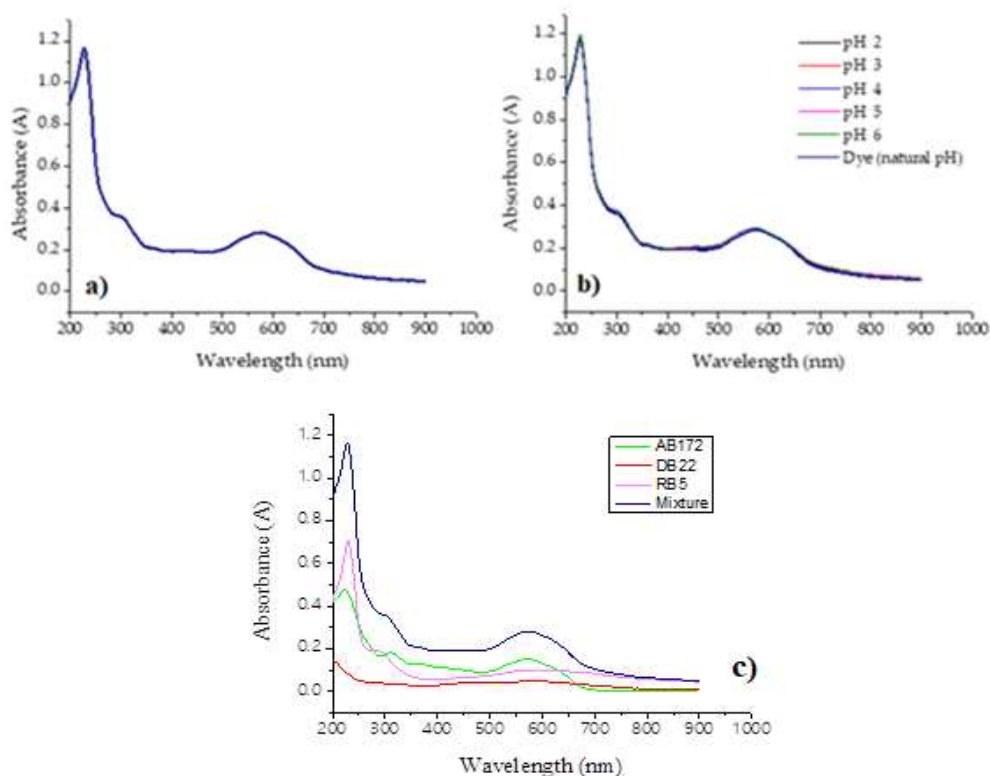 1.2
1.0
0.8
0.6
0.4
0.2
0.0
Absorbance (A)
a)
200 300 400 500 600 700 800 900 1000
Wavelength (nm)
1.2
1.0
0.8
0.6
0.4
0.2
0.0
Absorbance (A)
pH 2
pH 3
pH 4
pH 5
pH 6
Dye (natural pH)
b)
200 300 400 500 600 700 800 900 1000
Wavelength (nm)
1.2
1.0
0.8
0.6
0.4
0.2
0.0
Absorbance (A)
AB172
DB22
RB5
Mixture
c)
200 300 400 500 600 700 800 900 1000
Wavelength (nm)